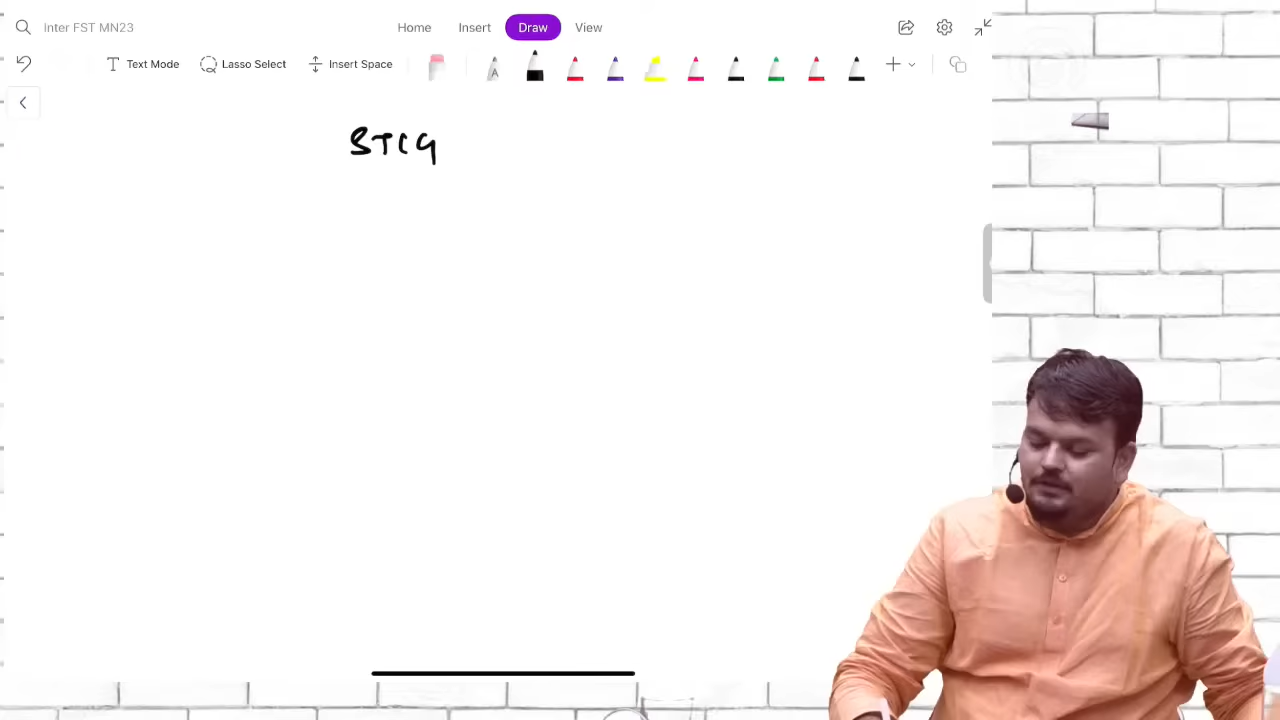 Inter FST MN23
Home Insert Draw View
Text Mode Lasso Select Insert Space
A
STCG